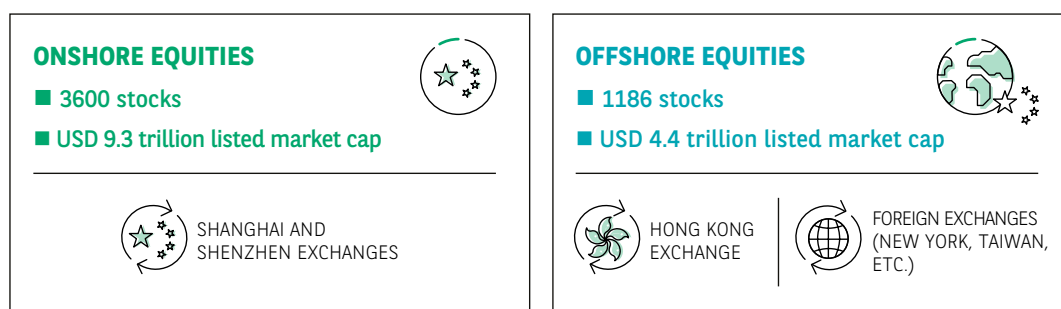 ONSHORE EQUITIES
3600 stocks
USD 9.3 trillion listed market cap
SHANGHAI AND
SHENZHEN EXCHANGES
OFFSHORE EQUITIES
1186 stocks
USD 4.4 trillion listed market cap
HONG KONG
EXCHANGE
FOREIGN EXCHANGES
(NEW YORK, TAIWAN,
ETC.)